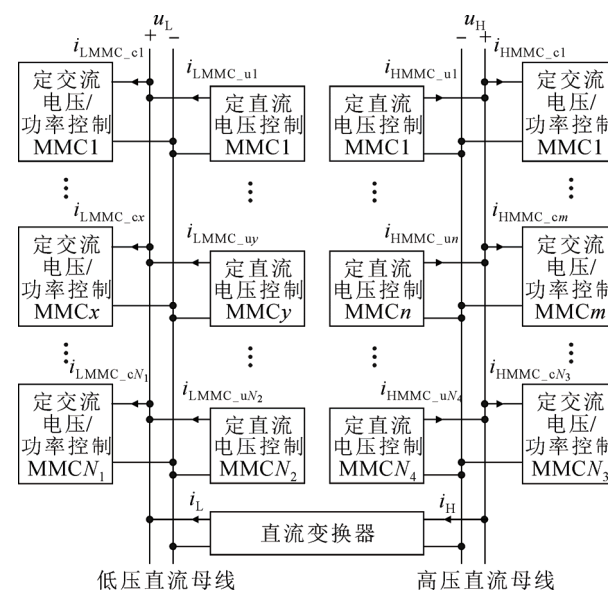 u_L
u_H
+ −
− +
i_LMMC_c1
i_LMMC_u1
i_HMMC_u1
i_HMMC_c1
定交流
电压/
功率控制
MMC1
定直流
电压控制
MMC1
定直流
电压控制
MMC1
定交流
电压/
功率控制
MMC1
i_LMMC_cx
i_LMMC_uy
i_HMMC_un
i_HMMC_cm
定交流
电压/
功率控制
MMCx
定直流
电压控制
MMCy
定直流
电压控制
MMCn
定交流
电压/
功率控制
MMCm
i_LMMC_cN₁
i_LMMC_uN₂
i_HMMC_uN₄
i_HMMC_cN₃
定交流
电压/
功率控制
MMCN₁
定直流
电压控制
MMCN₂
定直流
电压控制
MMCN₄
定交流
电压/
功率控制
MMCN₃
i_L
i_H
直流变换器
低压直流母线
高压直流母线